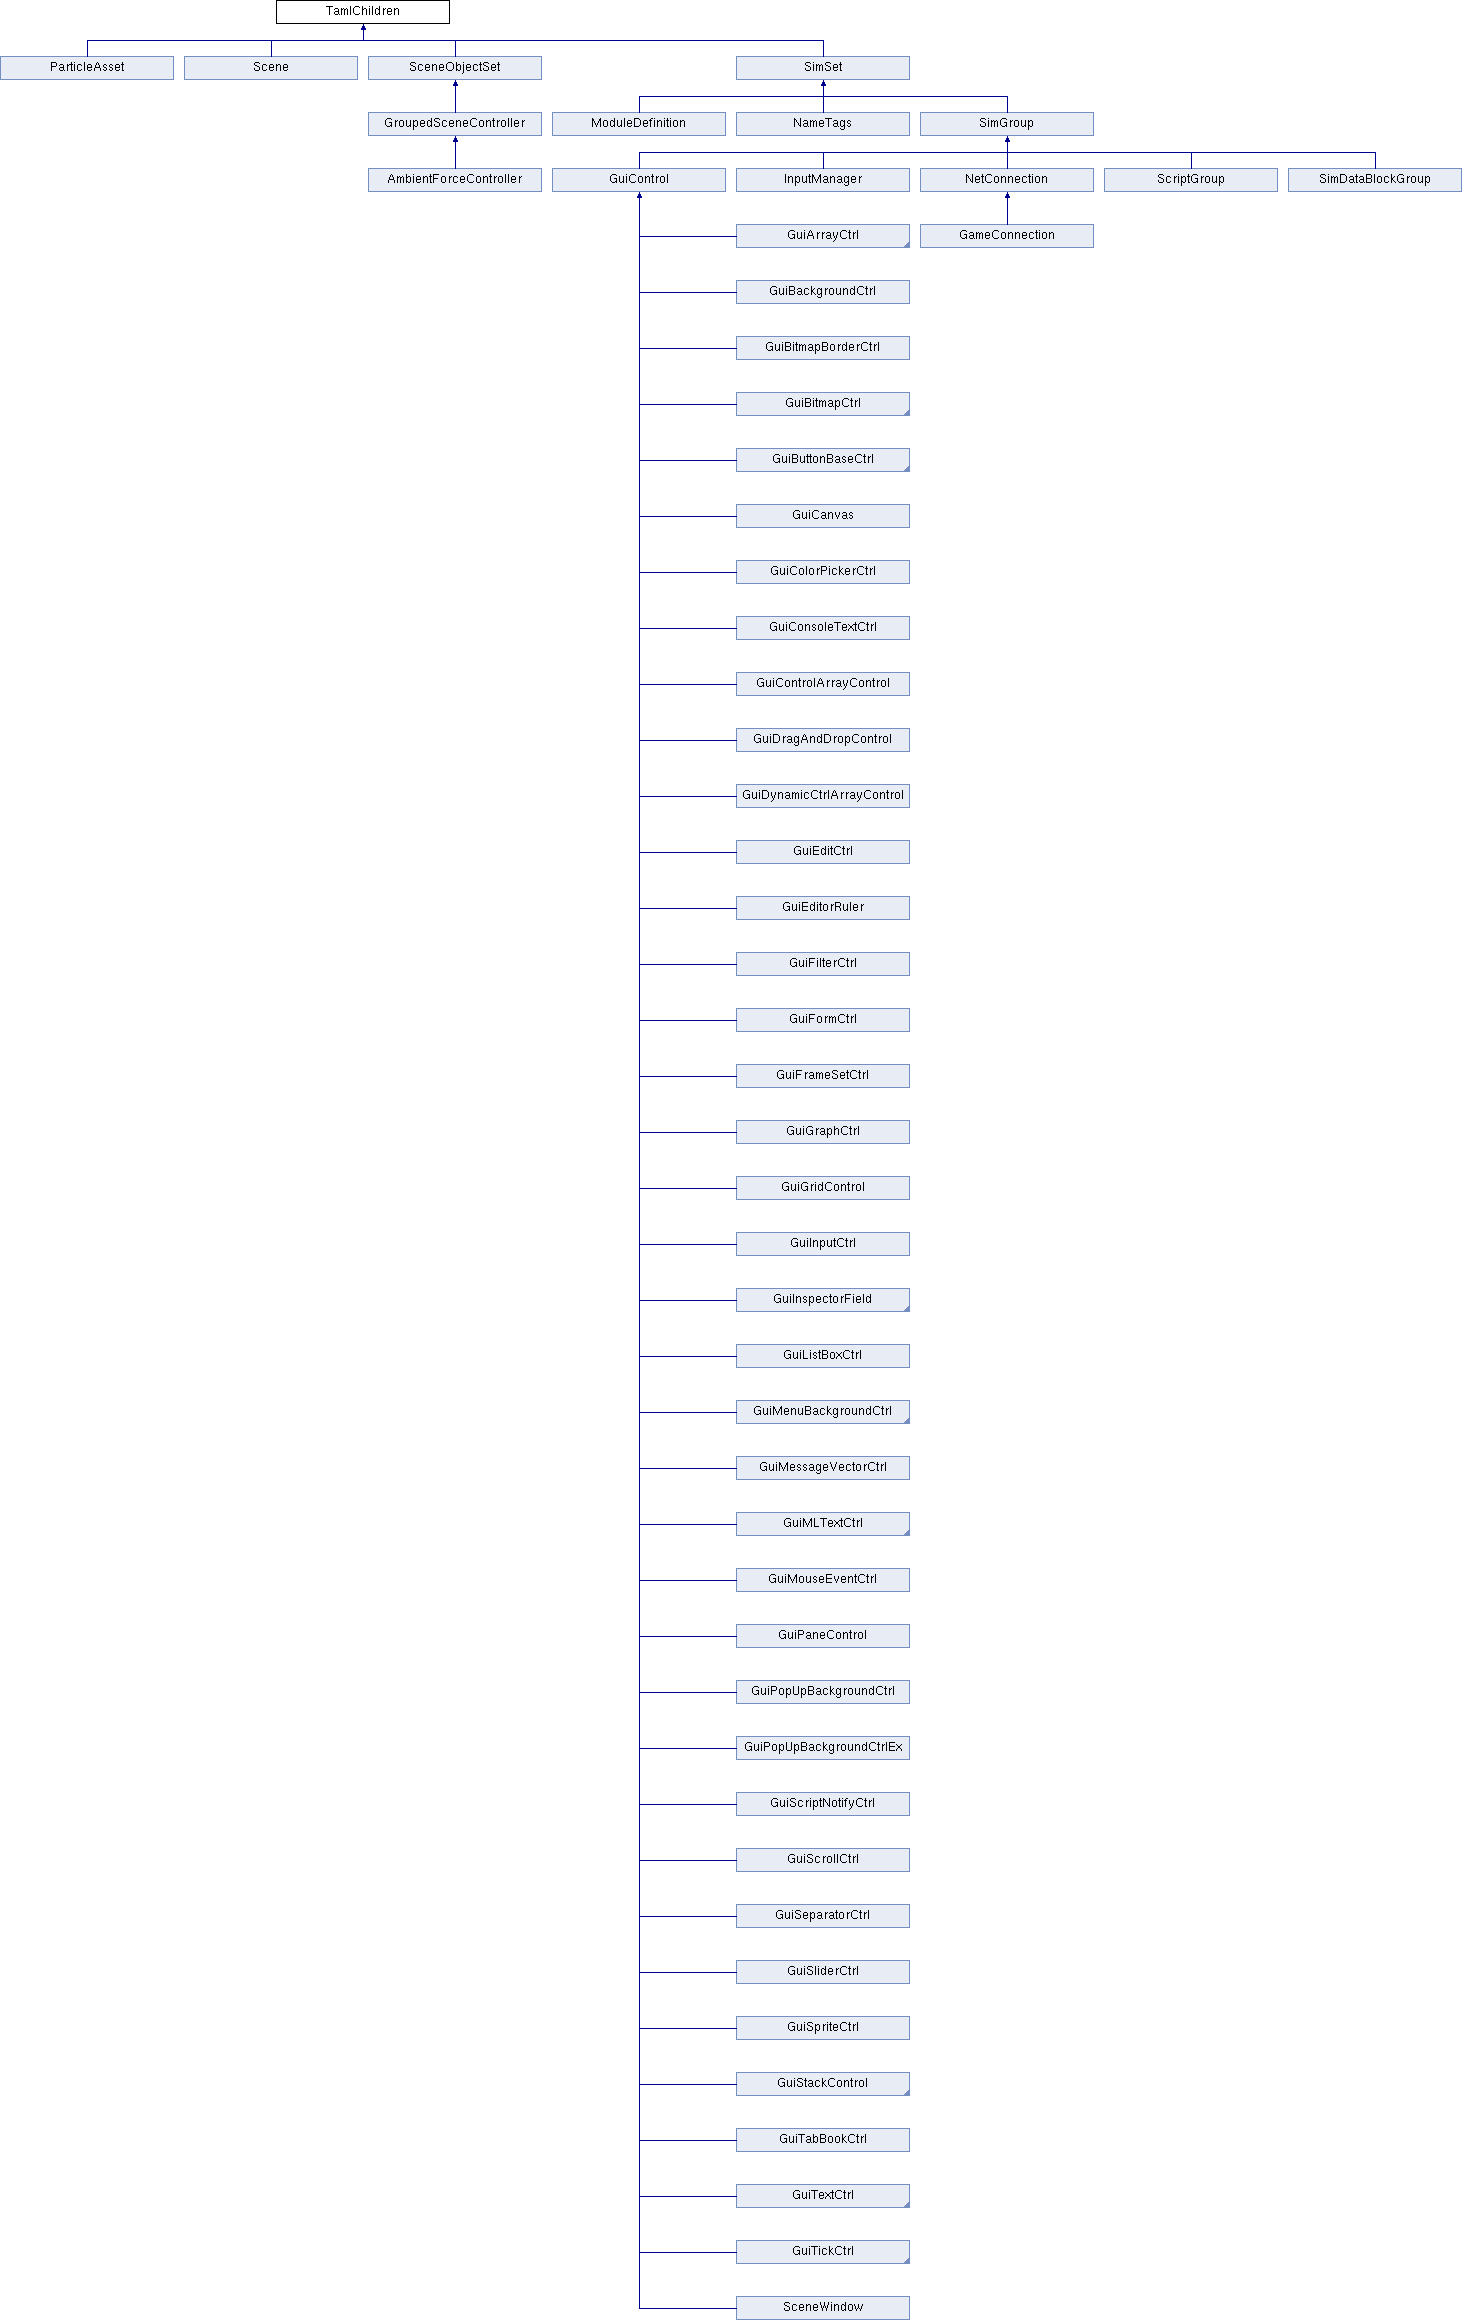 TamlChildren
ParticleAsset
Scene
SceneObjectSet
SimSet
GroupedSceneController
ModuleDefinition
NameTags
SimGroup
AmbientForceController
GuiControl
InputManager
NetConnection
ScriptGroup
SimDataBlockGroup
GuiArrayCtrl
GameConnection
GuiBackgroundCtrl
GuiBitmapBorderCtrl
GuiBitmapCtrl
GuiButtonBaseCtrl
GuiCanvas
GuiColorPickerCtrl
GuiConsoleTextCtrl
GuiControlArrayControl
GuiDragAndDropControl
GuiDynamicCtrlArrayControl
GuiEditCtrl
GuiEditorRuler
GuiFilterCtrl
GuiFormCtrl
GuiFrameSetCtrl
GuiGraphCtrl
GuiGridControl
GuiInputCtrl
GuiInspectorField
GuiListBoxCtrl
GuiMenuBackgroundCtrl
GuiMessageVectorCtrl
GuiMLTextCtrl
GuiMouseEventCtrl
GuiPaneControl
GuiPopUpBackgroundCtrl
GuiPopUpBackgroundCtrlEx
GuiScriptNotifyCtrl
GuiScrollCtrl
GuiSeparatorCtrl
GuiSliderCtrl
GuiSpriteCtrl
GuiStackControl
GuiTabBookCtrl
GuiTextCtrl
GuiTickCtrl
SceneWindow